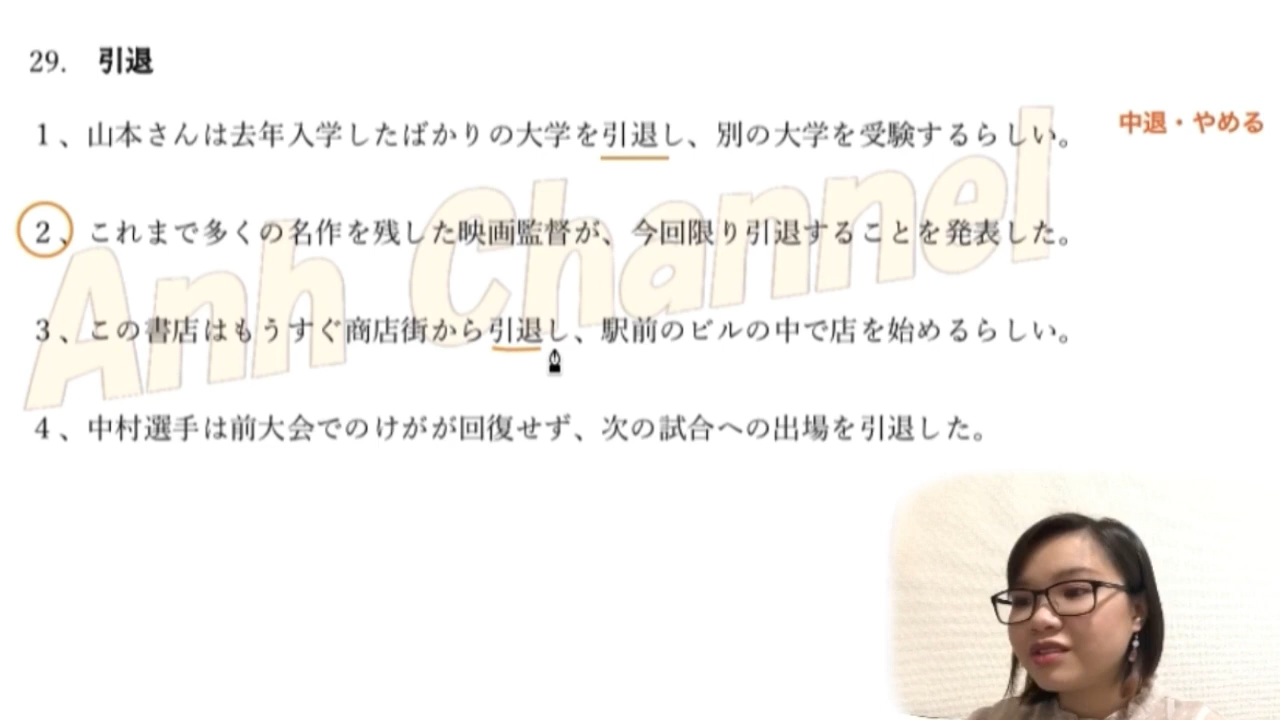 29. 引退
1、山本さんは去年入学したばかりの大学を引退し、別の大学を受験するらしい。 中退・やめる
2、これまで多くの名作を残した映画監督が、今回限り引退することを発表した。
3、この書店はもうすぐ商店街から引退し、駅前のビルの中で店を始めるらしい。
4、中村選手は前大会でのけがが回復せず、次の試合への出場を引退した。
Anh Channel